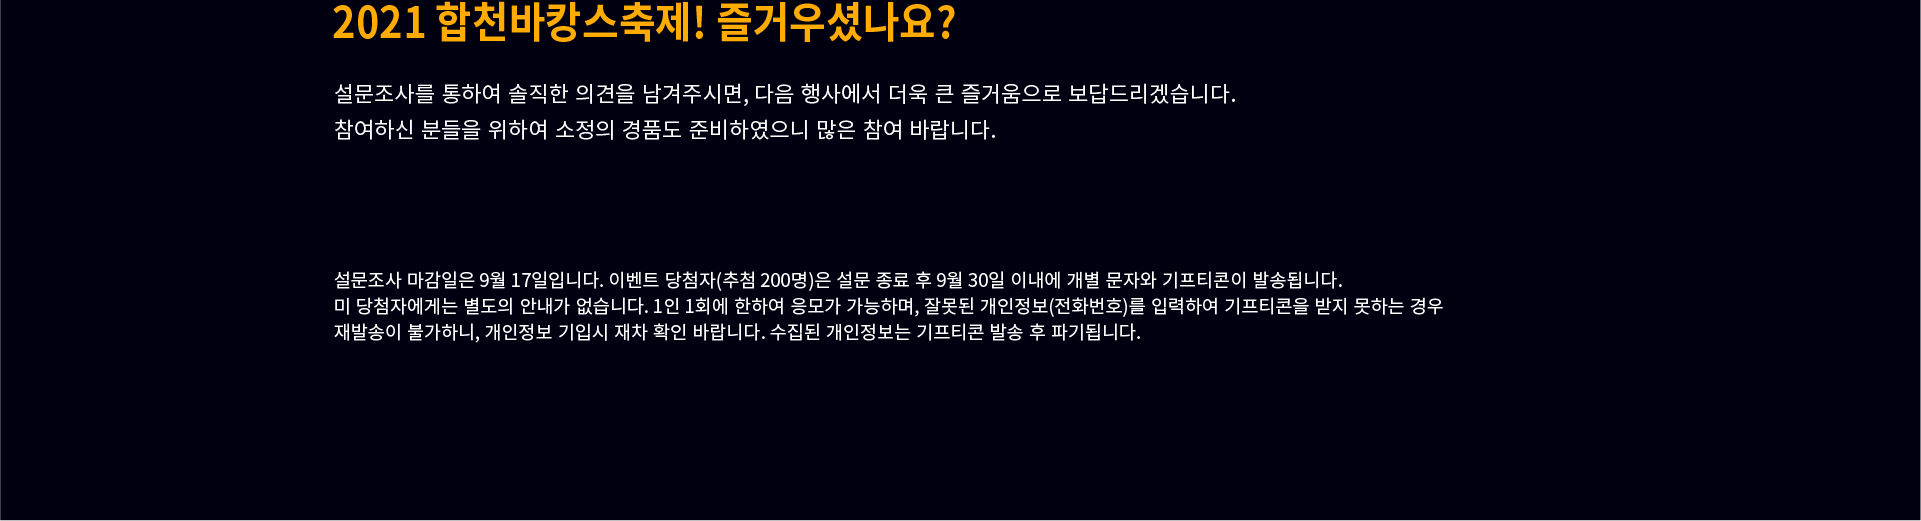 2021 합천바캉스축제! 즐거우셨나요?
설문조사를 통하여 솔직한 의견을 남겨주시면, 다음 행사에서 더욱 큰 즐거움으로 보답드리겠습니다.
참여하신 분들을 위하여 소정의 경품도 준비하였으니 많은 참여 바랍니다.
설문조사 마감일은 9월 17일입니다. 이벤트 당첨자(추첨 200명)은 설문 종료 후 9월 30일 이내에 개별 문자와 기프티콘이 발송됩니다.
미 당첨자에게는 별도의 안내가 없습니다. 1인 1회에 한하여 응모가 가능하며, 잘못된 개인정보(전화번호)를 입력하여 기프티콘을 받지 못하는 경우
재발송이 불가하니, 개인정보 기입시 재차 확인 바랍니다. 수집된 개인정보는 기프티콘 발송 후 파기됩니다.